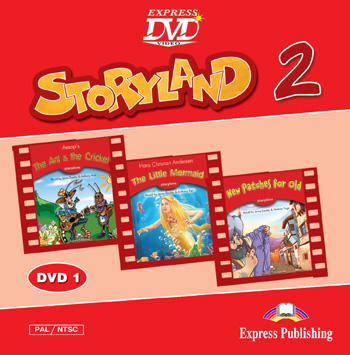 EXPRESS
DVD
VIDEO
STORYLAND 2
Aesop's
The Ant & the Cricket
Hans Christian Andersen
The Little Mermaid
New Patches for Old
DVD 1
PAL / NTSC
Express Publishing